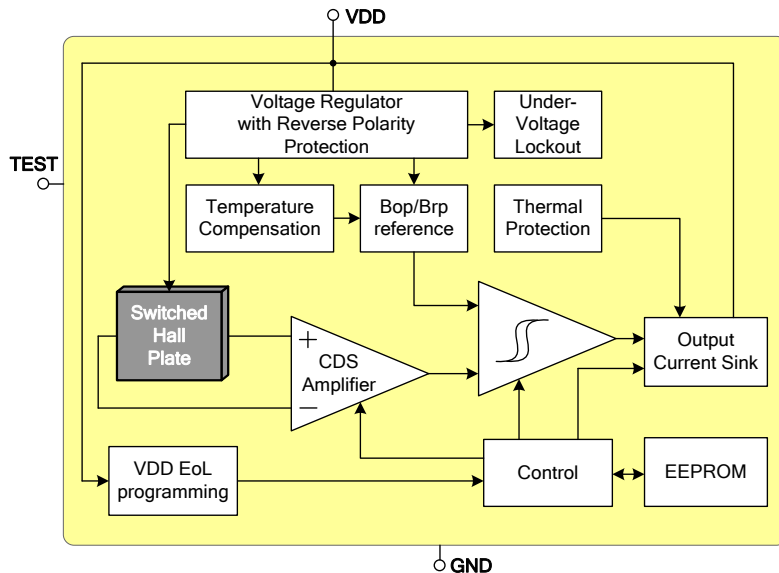 VDD
Voltage Regulator
with Reverse Polarity
Protection
Under-
Voltage
Lockout
TEST
Temperature
Compensation
Bop/Brp
reference
Thermal
Protection
Switched
Hall
Plate
+
CDS
Amplifier
−
Output
Current Sink
VDD EoL
programming
Control
EEPROM
GND